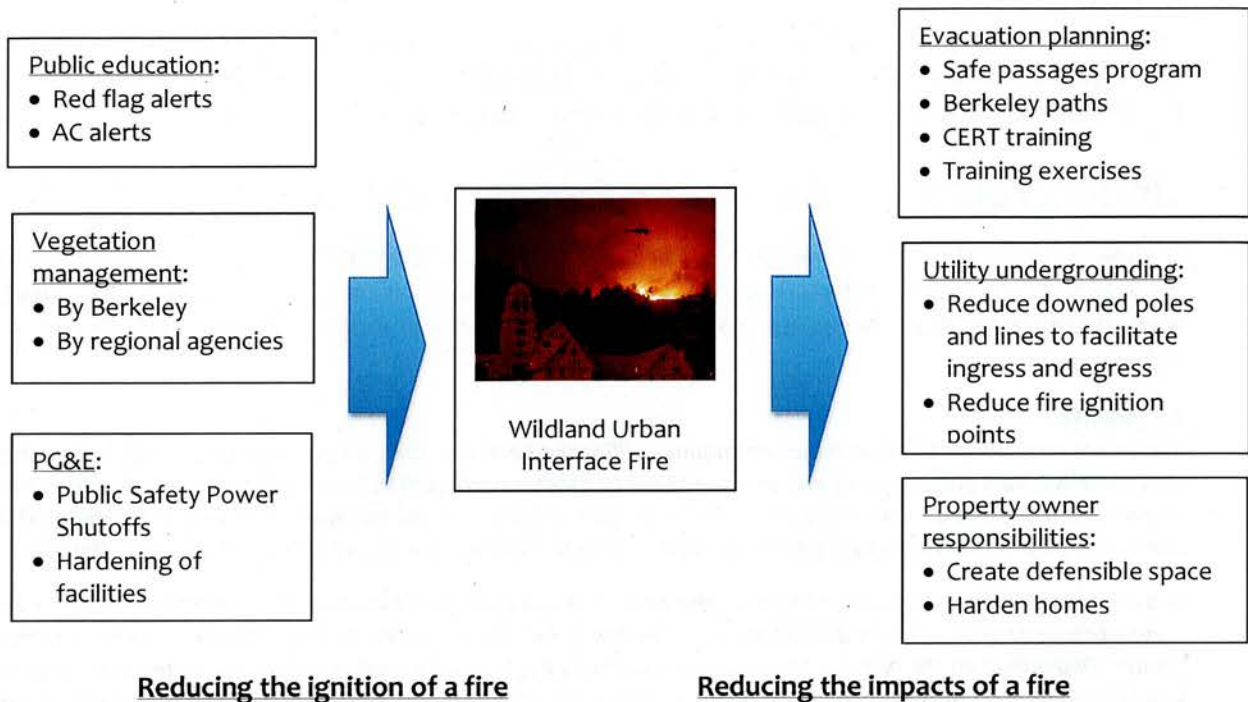 Public education:
• Red flag alerts
• AC alerts
Vegetation
management:
• By Berkeley
• By regional agencies
PG&E:
• Public Safety Power
Shutoffs
• Hardening of
facilities
Wildland Urban
Interface Fire
Evacuation planning:
• Safe passages program
• Berkeley paths
• CERT training
• Training exercises
Utility undergrounding:
• Reduce downed poles
and lines to facilitate
ingress and egress
• Reduce fire ignition
points
Property owner
responsibilities:
• Create defensible space
• Harden homes
Reducing the ignition of a fire
Reducing the impacts of a fire